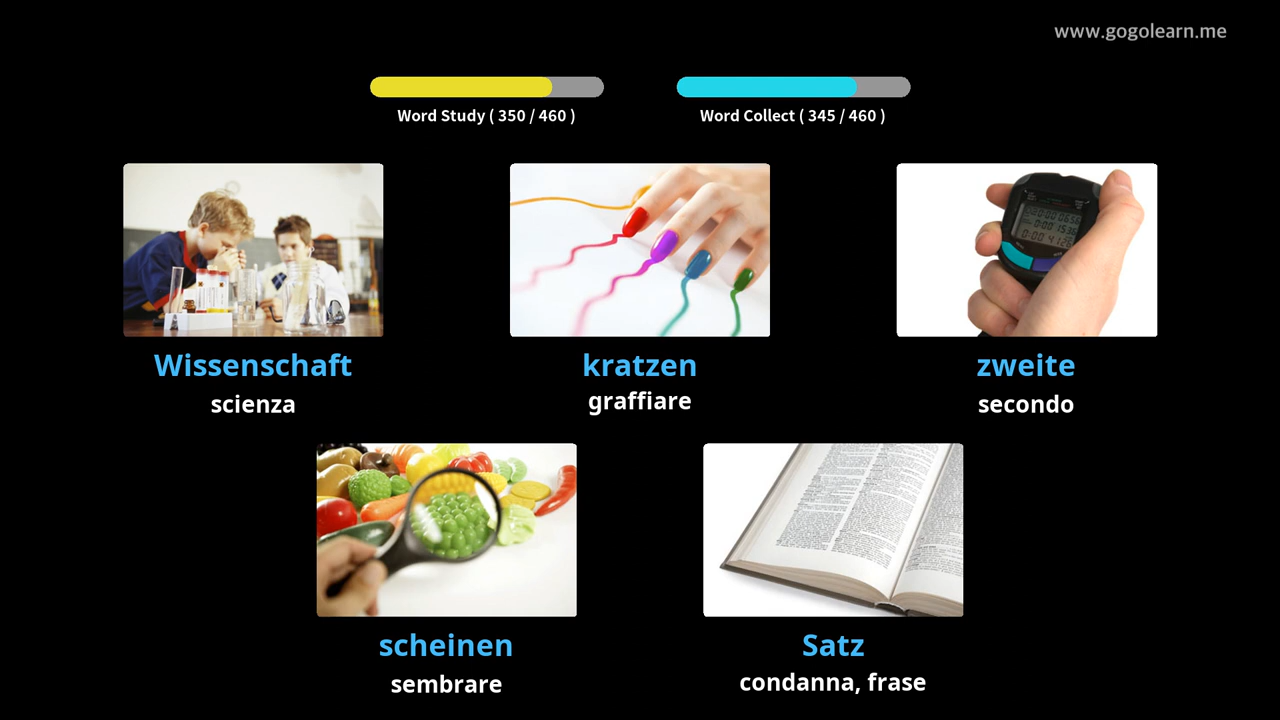 www.gogolearn.me
Word Study ( 350 / 460 )
Word Collect ( 345 / 460 )
Wissenschaft
scienza
kratzen
graffiare
zweite
secondo
scheinen
sembrare
Satz
condanna, frase